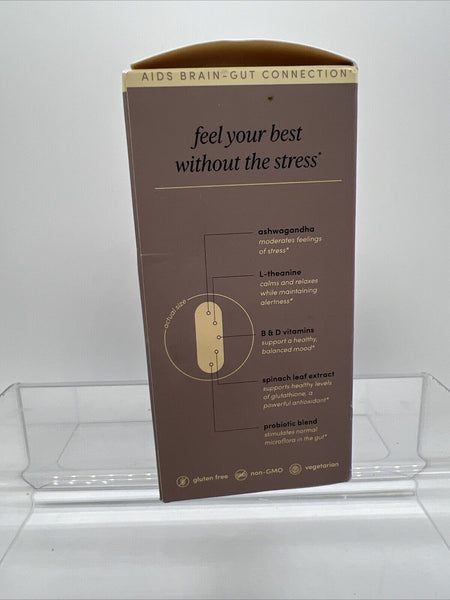 AIDS BRAIN-GUT CONNECTION*
feel your best
without the stress*
ashwagandha
moderates feelings
of stress*
L-theanine
calms and relaxes
while maintaining
alertness*
actual size
B & D vitamins
support a healthy,
balanced mood*
spinach leaf extract
supports healthy levels
of glutathione, a
powerful antioxidant*
probiotic blend
stimulates normal
microflora in the gut*
gluten free
non-GMO
vegetarian